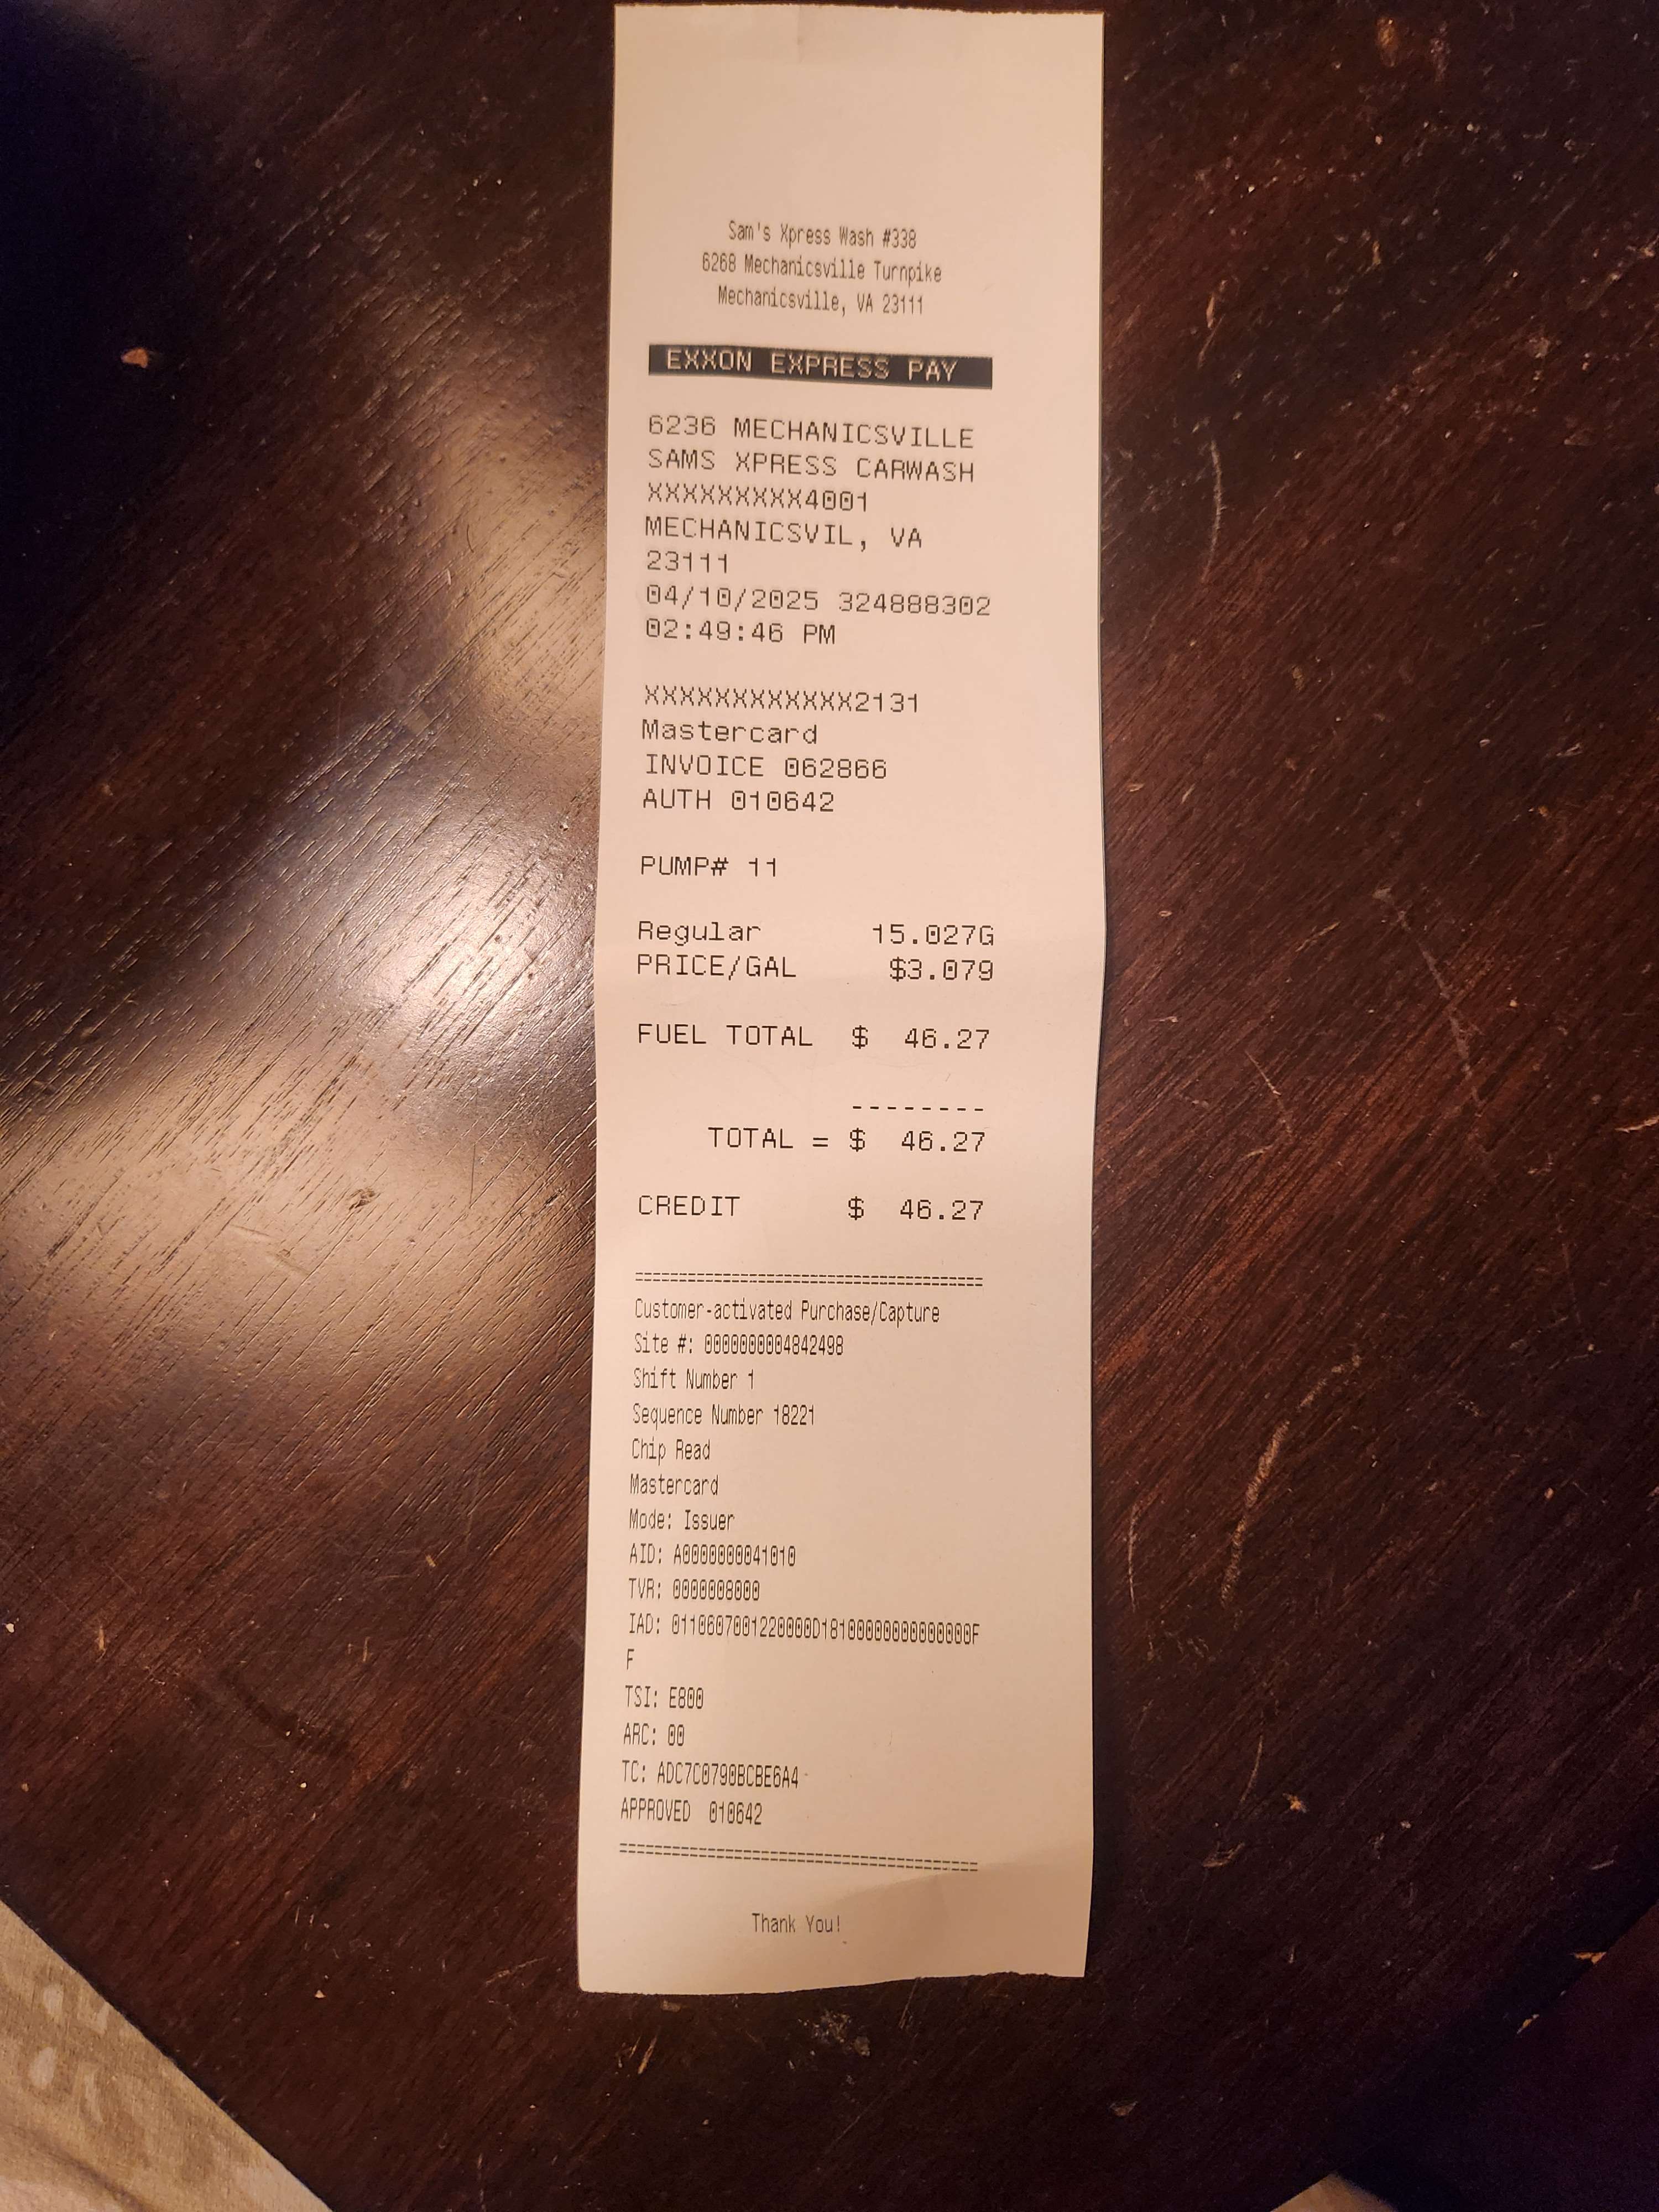 Sam's Xpress Wash #338
6268 Mechanicsville Turnpike
Mechanicsville, VA 23111
EXXON EXPRESS PAY
6236 MECHANICSVILLE
SAMS XPRESS CARWASH
XXXXXXXXX4001
MECHANICSVIL, VA
23111
04/10/2025 324888302
02:49:46 PM
XXXXXXXXXXXX2131
Mastercard
INVOICE 062866
AUTH 010642
PUMP# 11
Regular 15.027G
PRICE/GAL $3.079
FUEL TOTAL $ 46.27
--------
TOTAL = $ 46.27
CREDIT $ 46.27
========================================
Customer-activated Purchase/Capture
Site #: 0000000004842498
Shift Number 1
Sequence Number 18221
Chip Read
Mastercard
Mode: Issuer
AID: A0000000041010
TVR: 0000008000
IAD: 0110607001220000D18100000000000000F
F
TSI: E800
ARC: 00
TC: ADC7C0790BCBE6A4
APPROVED 010642
========================================
Thank You!